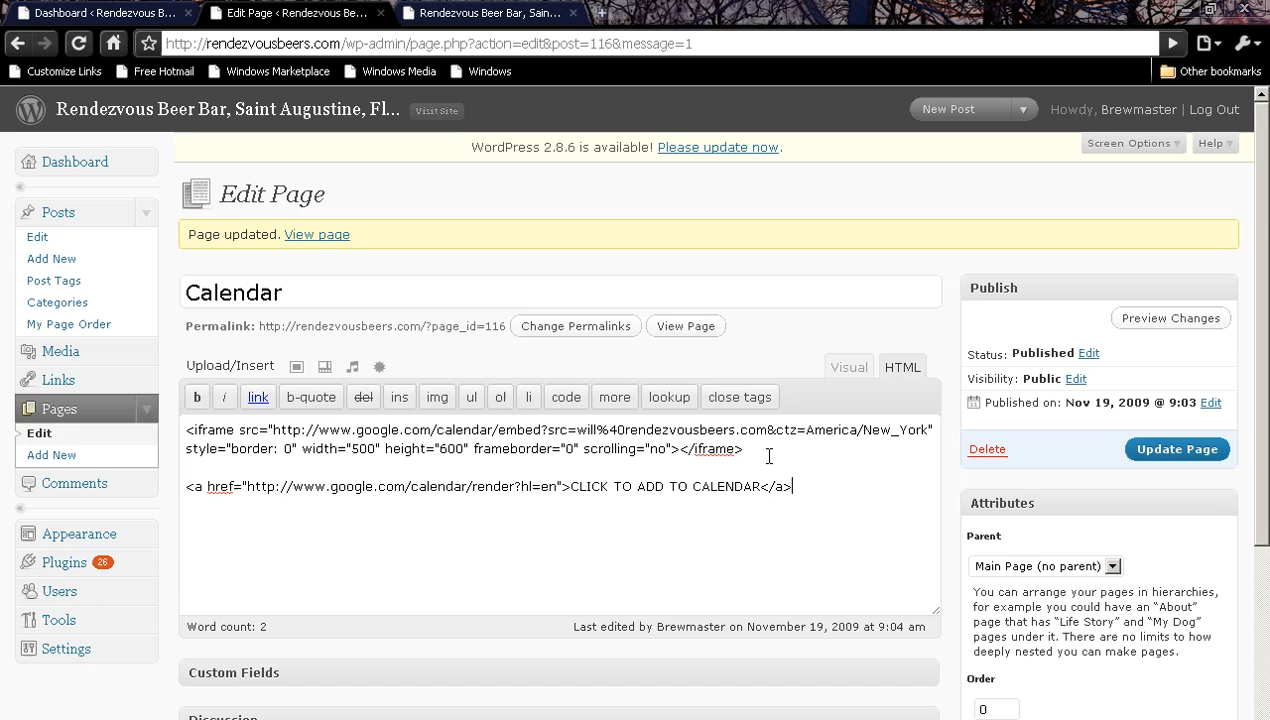 Dashboard < Rendezvous B...
Edit Page < Rendezvous Be...
Rendezvous Beer Bar, Saint...
http://rendezvousbeers.com/wp-admin/page.php?action=edit&post=116&message=1
Customize Links
Free Hotmail
Windows Marketplace
Windows Media
Windows
Other bookmarks
Rendezvous Beer Bar, Saint Augustine, Fl...
Visit Site
New Post
Howdy, Brewmaster | Log Out
WordPress 2.8.6 is available! Please update now.
Screen Options
Help
Dashboard
Posts
Edit
Add New
Post Tags
Categories
My Page Order
Media
Links
Pages
Edit
Add New
Comments
Appearance
Plugins 26
Users
Tools
Settings
Edit Page
Page updated. View page
Calendar
Permalink: http://rendezvousbeers.com/?page_id=116
Change Permalinks
View Page
Upload/Insert
Visual
HTML
b
i
link
b-quote
del
ins
img
ul
ol
li
code
more
lookup
close tags
<iframe src="http://www.google.com/calendar/embed?src=will%40rendezvousbeers.com&ctz=America/New_York"
style="border: 0" width="500" height="600" frameborder="0" scrolling="no"></iframe>
<a href="http://www.google.com/calendar/render?hl=en">CLICK TO ADD TO CALENDAR</a>
Word count: 2
Last edited by Brewmaster on November 19, 2009 at 9:04 am
Custom Fields
Discussion
Publish
Preview Changes
Status: Published Edit
Visibility: Public Edit
Published on: Nov 19, 2009 @ 9:03 Edit
Delete
Update Page
Attributes
Parent
Main Page (no parent)
You can arrange your pages in hierarchies,
for example you could have an “About”
page that has “Life Story” and “My Dog”
pages under it. There are no limits to how
deeply nested you can make pages.
Order
0